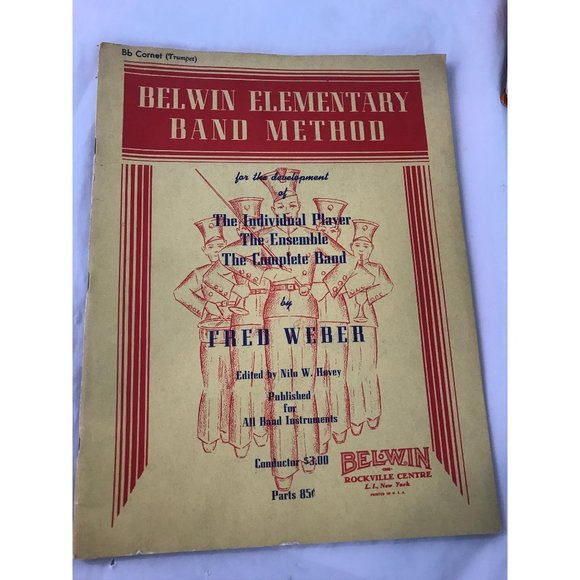 Bb Cornet (Trumpet)
BELWIN ELEMENTARY
BAND METHOD
for the development
of
The Individual Player
The Ensemble
The Complete Band
by
FRED WEBER
Edited by Nilo W. Hovey
Published
for
All Band Instruments
Conductor $3.00
Parts 85¢
BELWIN
INC.
ROCKVILLE CENTRE
L. I., New York
PRINTED IN U. S. A.